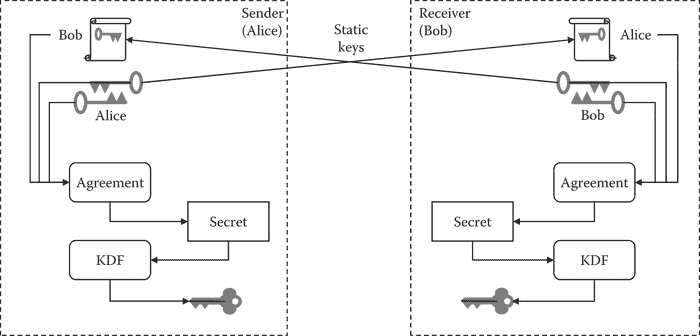 Sender
(Alice)
Bob
Alice
Agreement
Secret
KDF
Static
keys
Receiver
(Bob)
Alice
Bob
Agreement
Secret
KDF